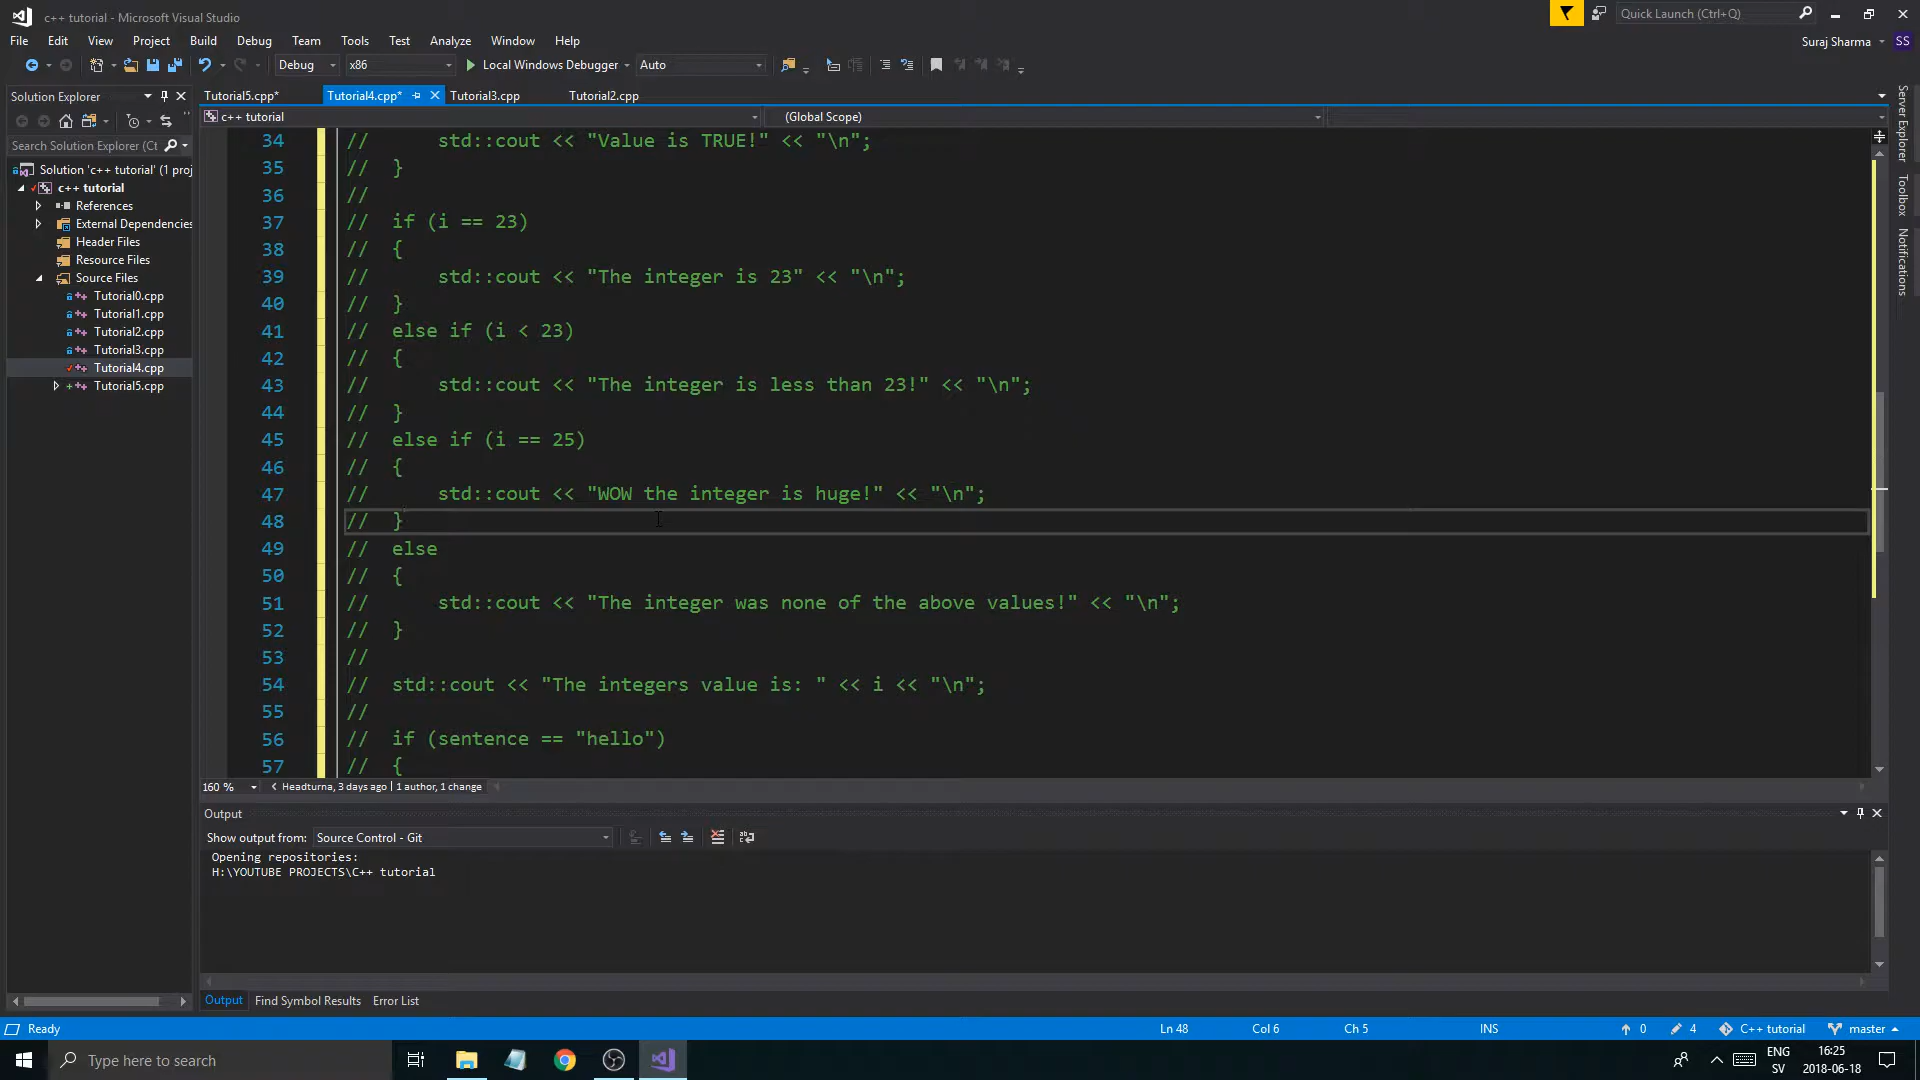 c++ tutorial - Microsoft Visual Studio
Quick Launch (Ctrl+Q)
File Edit View Project Build Debug Team Tools Test Analyze Window Help
Suraj Sharma SS
Debug x86 Local Windows Debugger Auto
Solution Explorer
Tutorial5.cpp* Tutorial4.cpp* Tutorial3.cpp Tutorial2.cpp
c++ tutorial (Global Scope)
Search Solution Explorer (Ct
Solution 'c++ tutorial' (1 proj
c++ tutorial
References
External Dependencies
Header Files
Resource Files
Source Files
Tutorial0.cpp
Tutorial1.cpp
Tutorial2.cpp
Tutorial3.cpp
Tutorial4.cpp
Tutorial5.cpp
34 // std::cout << "Value is TRUE!" << "\n";
35 // }
36 //
37 // if (i == 23)
38 // {
39 // std::cout << "The integer is 23" << "\n";
40 // }
41 // else if (i < 23)
42 // {
43 // std::cout << "The integer is less than 23!" << "\n";
44 // }
45 // else if (i == 25)
46 // {
47 // std::cout << "WOW the integer is huge!" << "\n";
48 // }
49 // else
50 // {
51 // std::cout << "The integer was none of the above values!" << "\n";
52 // }
53 //
54 // std::cout << "The integers value is: " << i << "\n";
55 //
56 // if (sentence == "hello")
57 // {
Server Explorer
Toolbox
Notifications
160 % Headturna, 3 days ago | 1 author, 1 change
Output
Show output from: Source Control - Git
Opening repositories:
H:\YOUTUBE PROJECTS\C++ tutorial
Output Find Symbol Results Error List
Ready Ln 48 Col 6 Ch 5 INS 0 4 C++ tutorial master
Type here to search
ENG 16:25
SV 2018-06-18